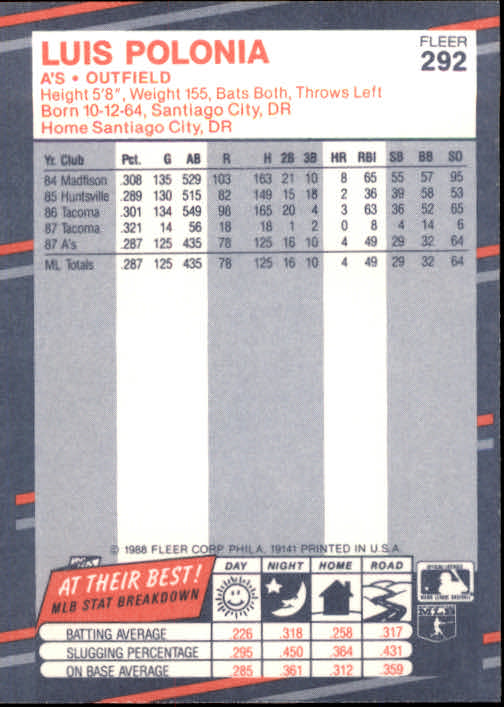 LUIS POLONIA
FLEER
292
A'S • OUTFIELD
Height 5'8", Weight 155, Bats Both, Throws Left
Born 10-12-64, Santiago City, DR
Home Santiago City, DR
Yr. Club Pct. G AB R H 2B 3B HR RBI SB BB SO
84 Madtison .308 135 529 103 163 21 10 8 65 55 57 95
85 Huntsville .289 130 515 82 149 15 18 2 36 39 58 53
86 Tacoma .301 134 549 98 165 20 4 3 63 36 52 65
87 Tacoma .321 14 56 18 18 1 2 0 8 4 14 6
87 A's .287 125 435 78 125 16 10 4 49 29 32 64
ML Totals .287 125 435 78 125 16 10 4 49 29 32 64
© 1988 FLEER CORP. PHILA. 19141 PRINTED IN U.S.A.
AT THEIR BEST!
MLB STAT BREAKDOWN
DAY NIGHT HOME ROAD
BATTING AVERAGE .226 .318 .258 .317
SLUGGING PERCENTAGE .295 .450 .364 .431
ON BASE AVERAGE .285 .361 .312 .359
MLB